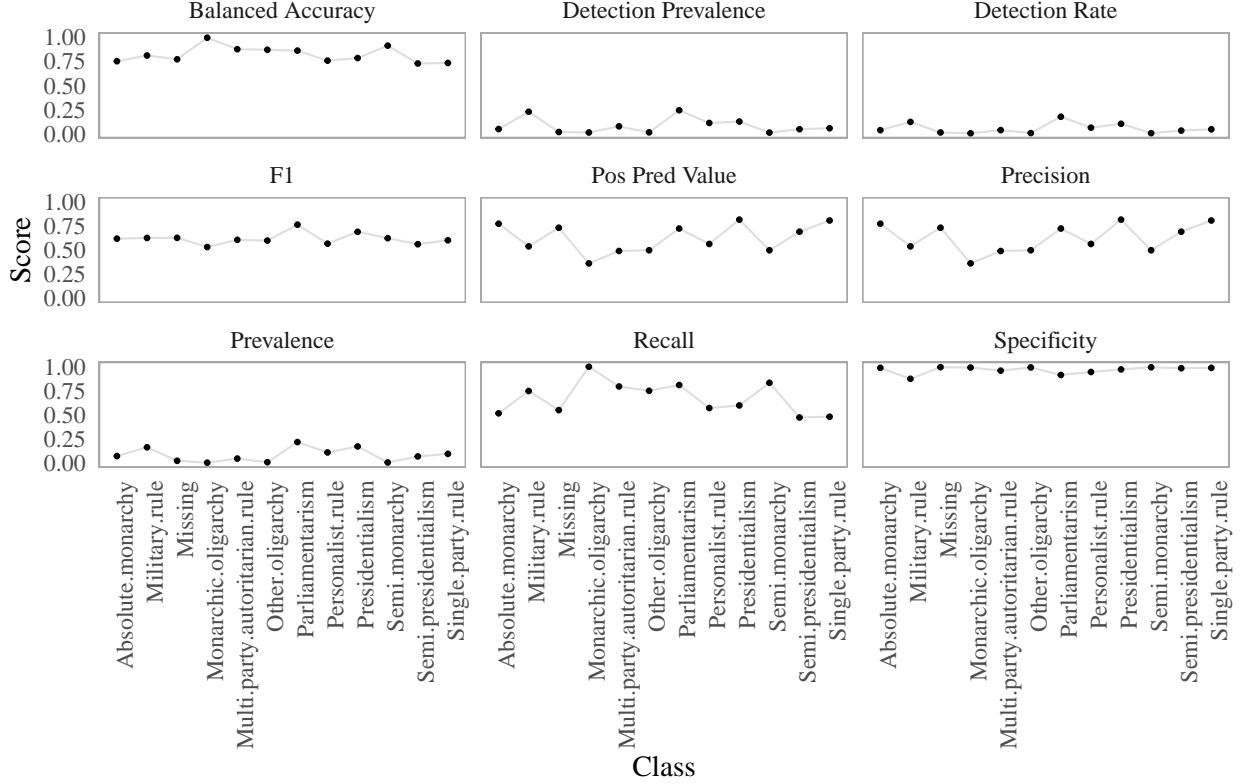 Balanced Accuracy
Detection Prevalence
Detection Rate
1.00
0.75
0.50
0.25
0.00
F1
Pos Pred Value
Precision
1.00
0.75
0.50
0.25
0.00
Score
Prevalence
Recall
Specificity
1.00
0.75
0.50
0.25
0.00
Absolute.monarchy
Military.rule
Missing
Monarchic.oligarchy
Multi.party.autoritarian.rule
Other.oligarchy
Parliamentarism
Personalist.rule
Presidentialism
Semi.monarchy
Semi.presidentialism
Single.party.rule
Absolute.monarchy
Military.rule
Missing
Monarchic.oligarchy
Multi.party.autoritarian.rule
Other.oligarchy
Parliamentarism
Personalist.rule
Presidentialism
Semi.monarchy
Semi.presidentialism
Single.party.rule
Absolute.monarchy
Military.rule
Missing
Monarchic.oligarchy
Multi.party.autoritarian.rule
Other.oligarchy
Parliamentarism
Personalist.rule
Presidentialism
Semi.monarchy
Semi.presidentialism
Single.party.rule
Class